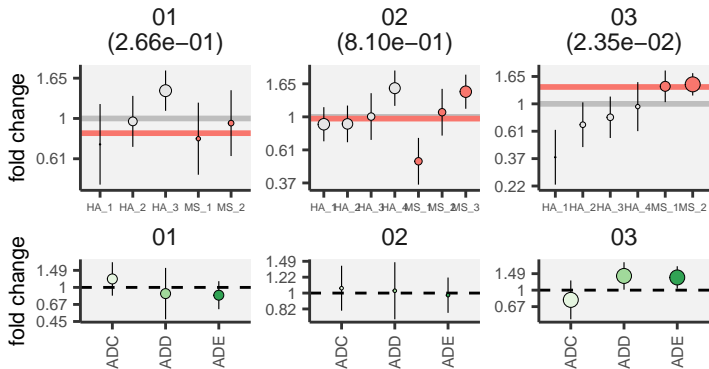 01
(2.66e−01)
02
(8.10e−01)
03
(2.35e−02)
fold change
1.65
1
0.61
HA_1
HA_2
HA_3
MS_1
MS_2
1.65
1
0.61
0.37
HA_1
HA_2
HA_3
HA_4
MS_1
MS_2
MS_3
1.65
1
0.61
0.37
0.22
HA_1
HA_2
HA_3
HA_4
MS_1
MS_2
01
02
03
fold change
1.49
1
0.67
0.45
ADC
ADD
ADE
1.49
1.22
1
0.82
ADC
ADD
ADE
1.49
1
0.67
ADC
ADD
ADE